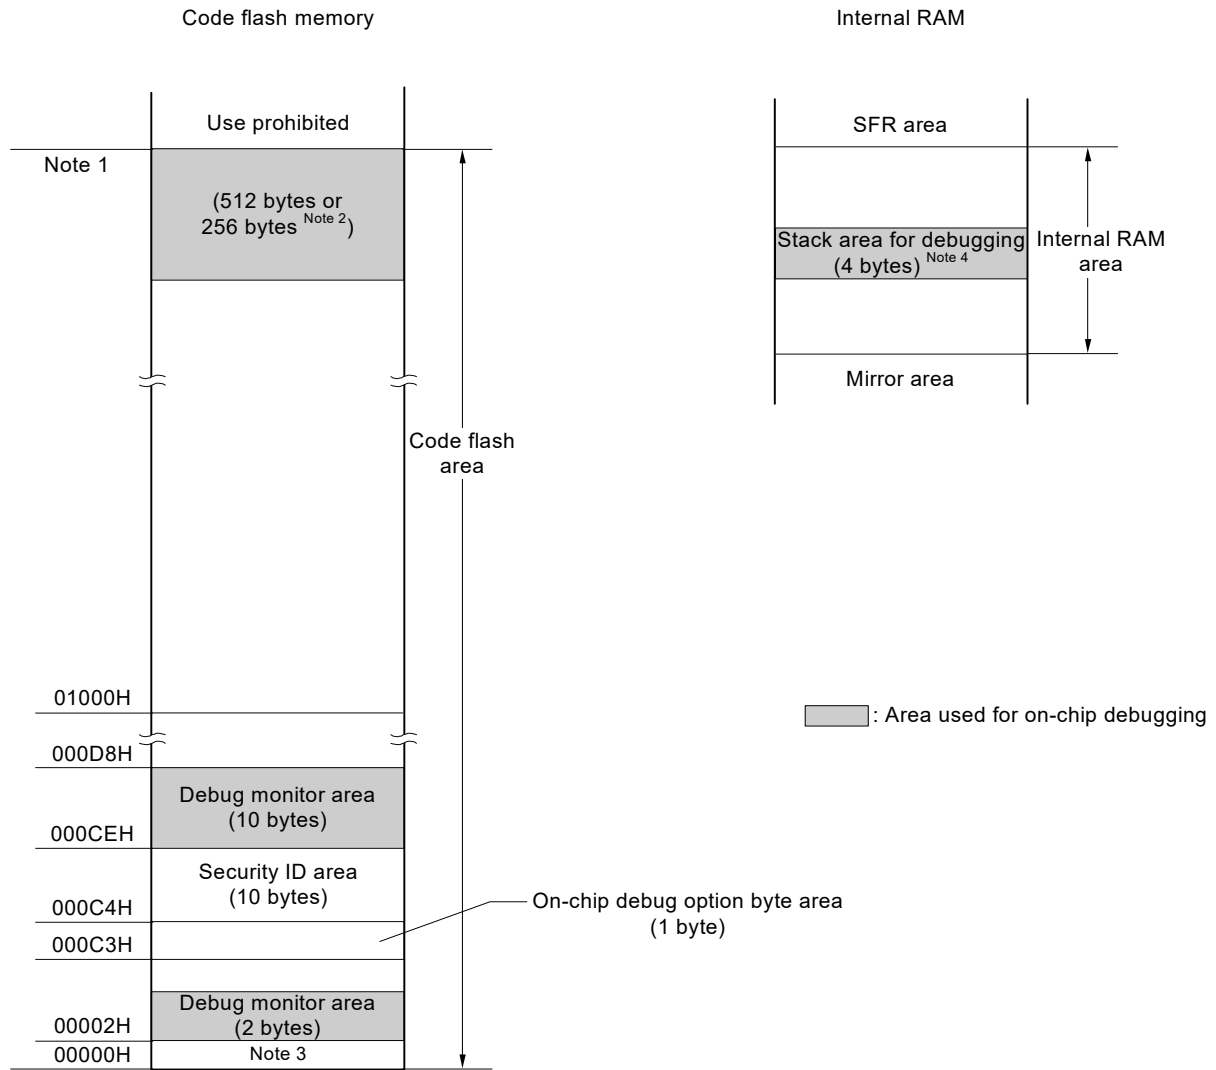 Code flash memory
Use prohibited
Note 1
(512 bytes or
256 bytes Note 2)
Code flash
area
01000H
000D8H
Debug monitor area
(10 bytes)
000CEH
Security ID area
(10 bytes)
000C4H
On-chip debug option byte area
(1 byte)
000C3H
Debug monitor area
(2 bytes)
00002H
00000H
Note 3
Internal RAM
SFR area
Stack area for debugging
(4 bytes) Note 4
Internal RAM
area
Mirror area
: Area used for on-chip debugging